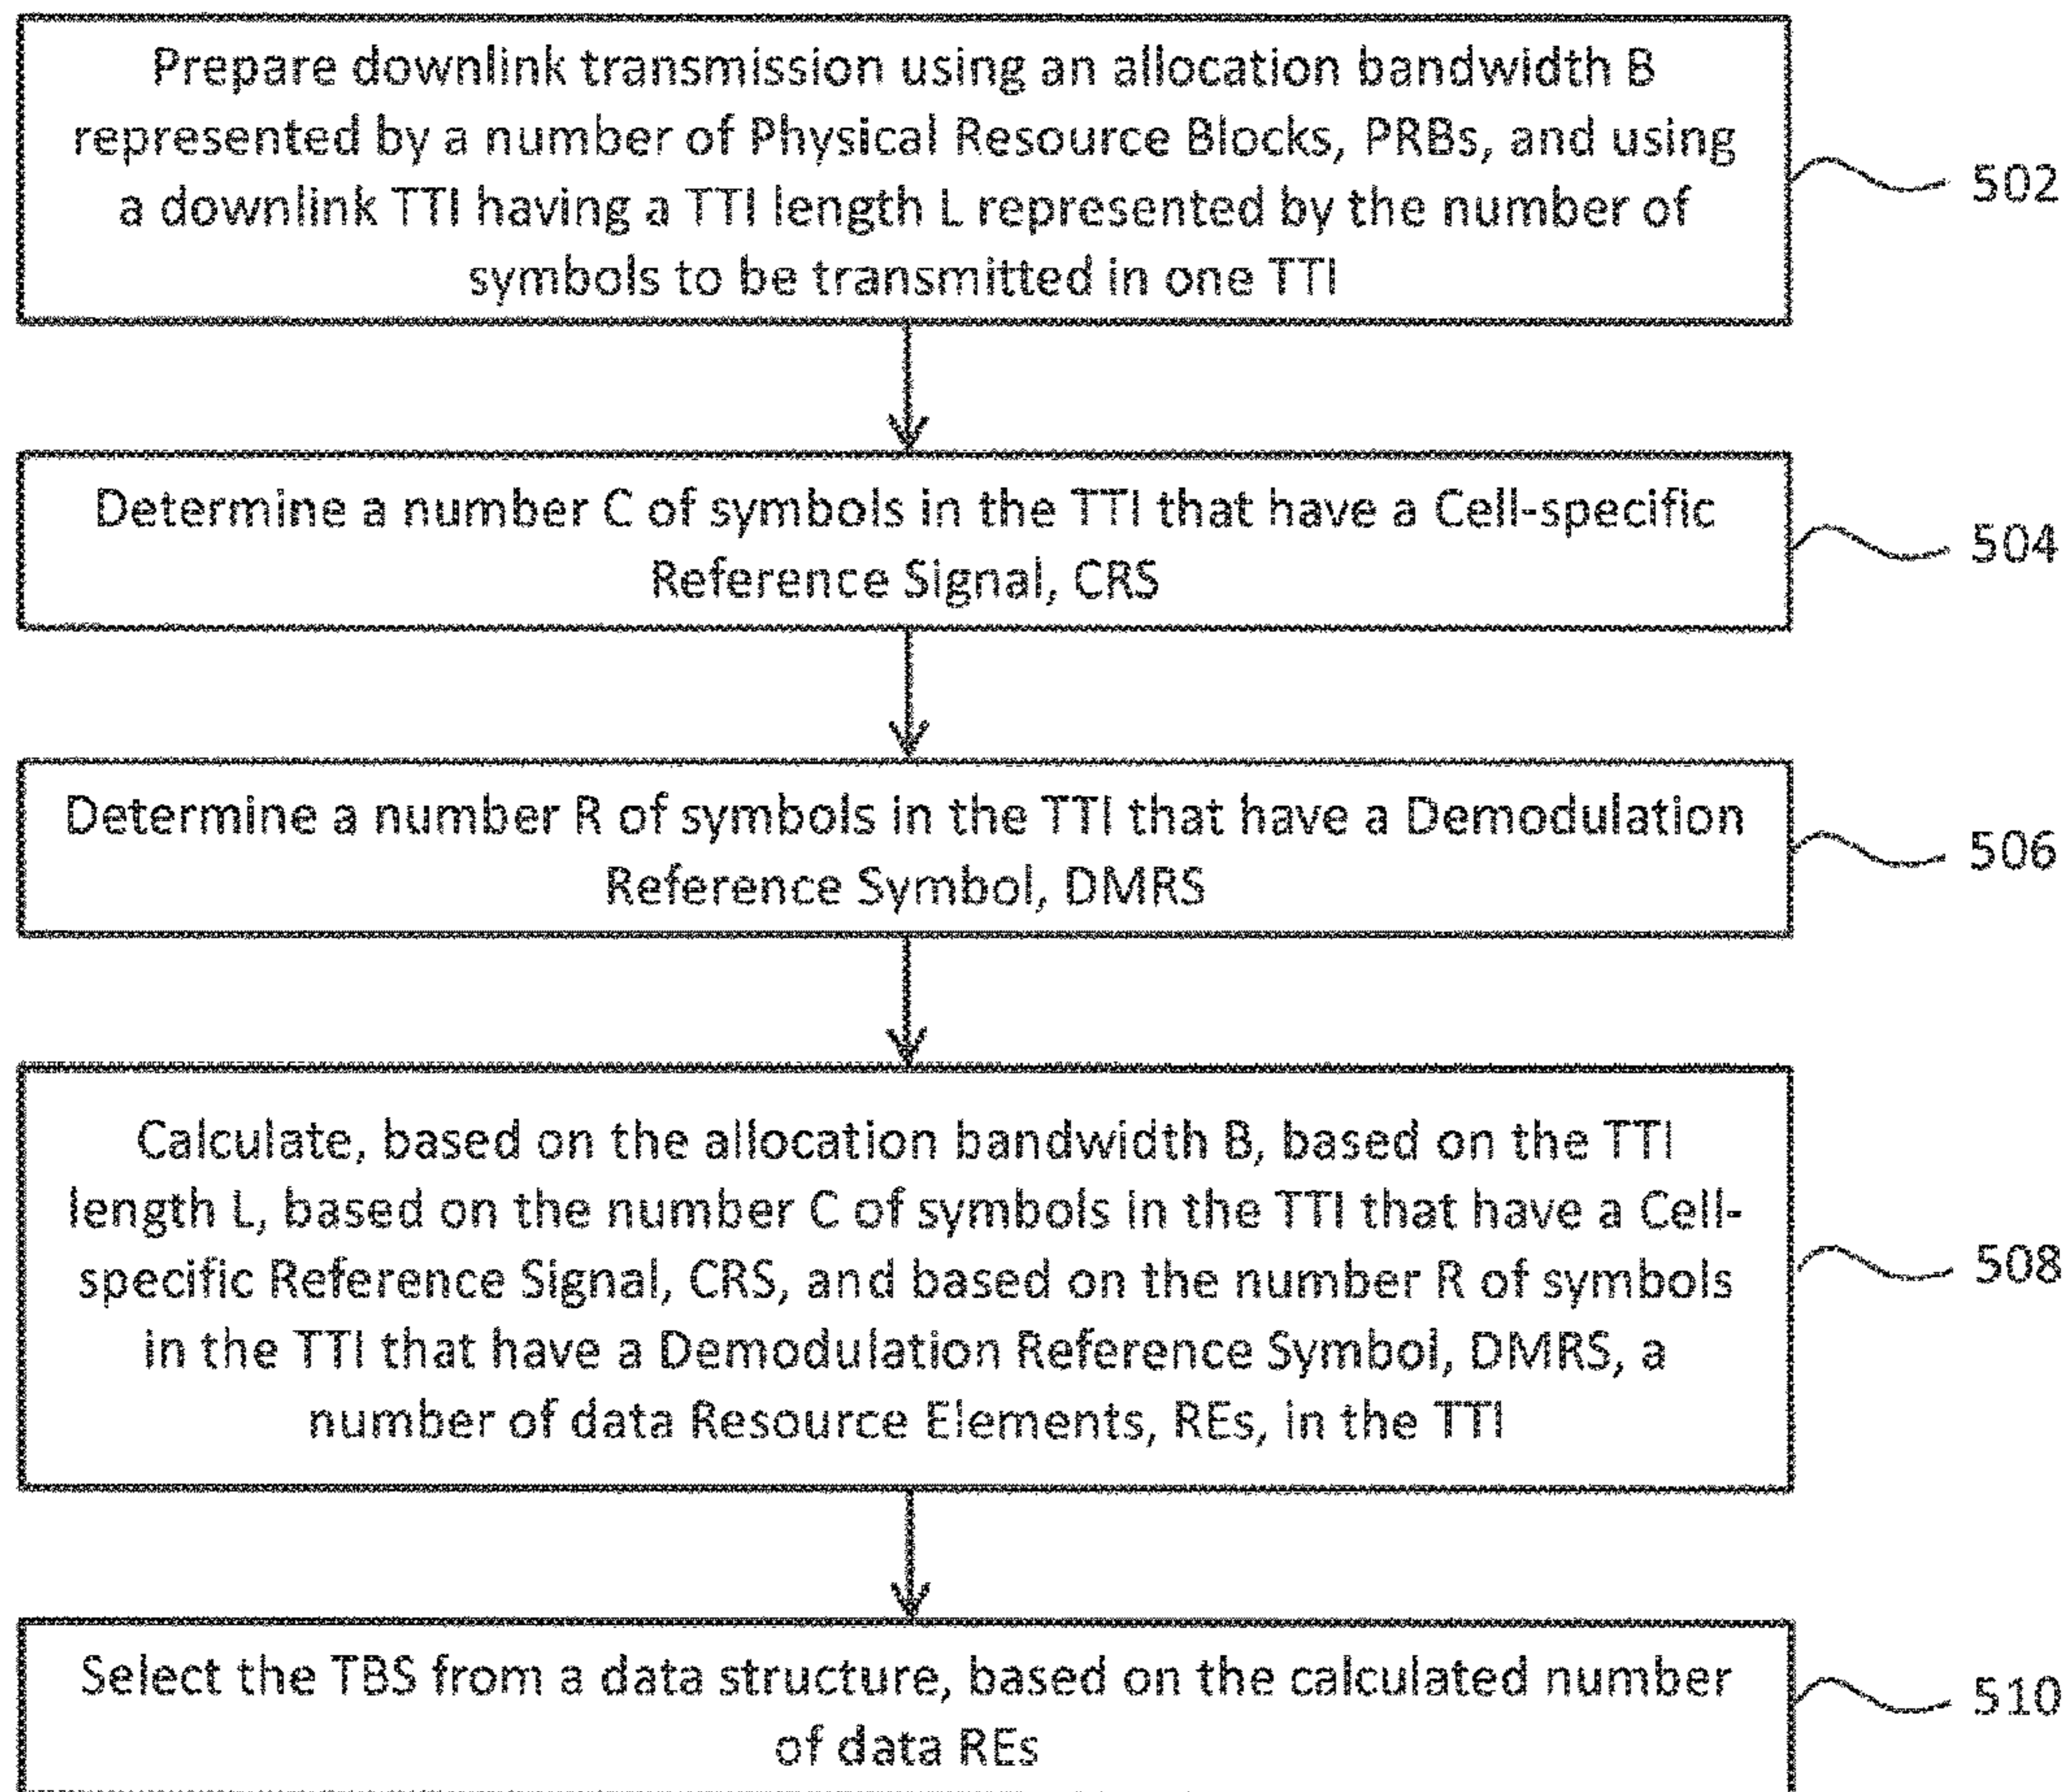 Prepare downlink transmission using an allocation bandwidth B
represented by a number of Physical Resource Blocks, PRBs, and using
a downlink TTI having a TTI length L represented by the number of
symbols to be transmitted in one TTI
502
Determine a number C of symbols in the TTI that have a Cell-specific
Reference Signal, CRS
504
Determine a number R of symbols in the TTI that have a Demodulation
Reference Symbol, DMRS
506
Calculate, based on the allocation bandwidth B, based on the TTI
length L, based on the number C of symbols in the TTI that have a Cell-
specific Reference Signal, CRS, and based on the number R of symbols
in the TTI that have a Demodulation Reference Symbol, DMRS, a
number of data Resource Elements, REs, in the TTI
508
Select the TBS from a data structure, based on the calculated number
of data REs
510